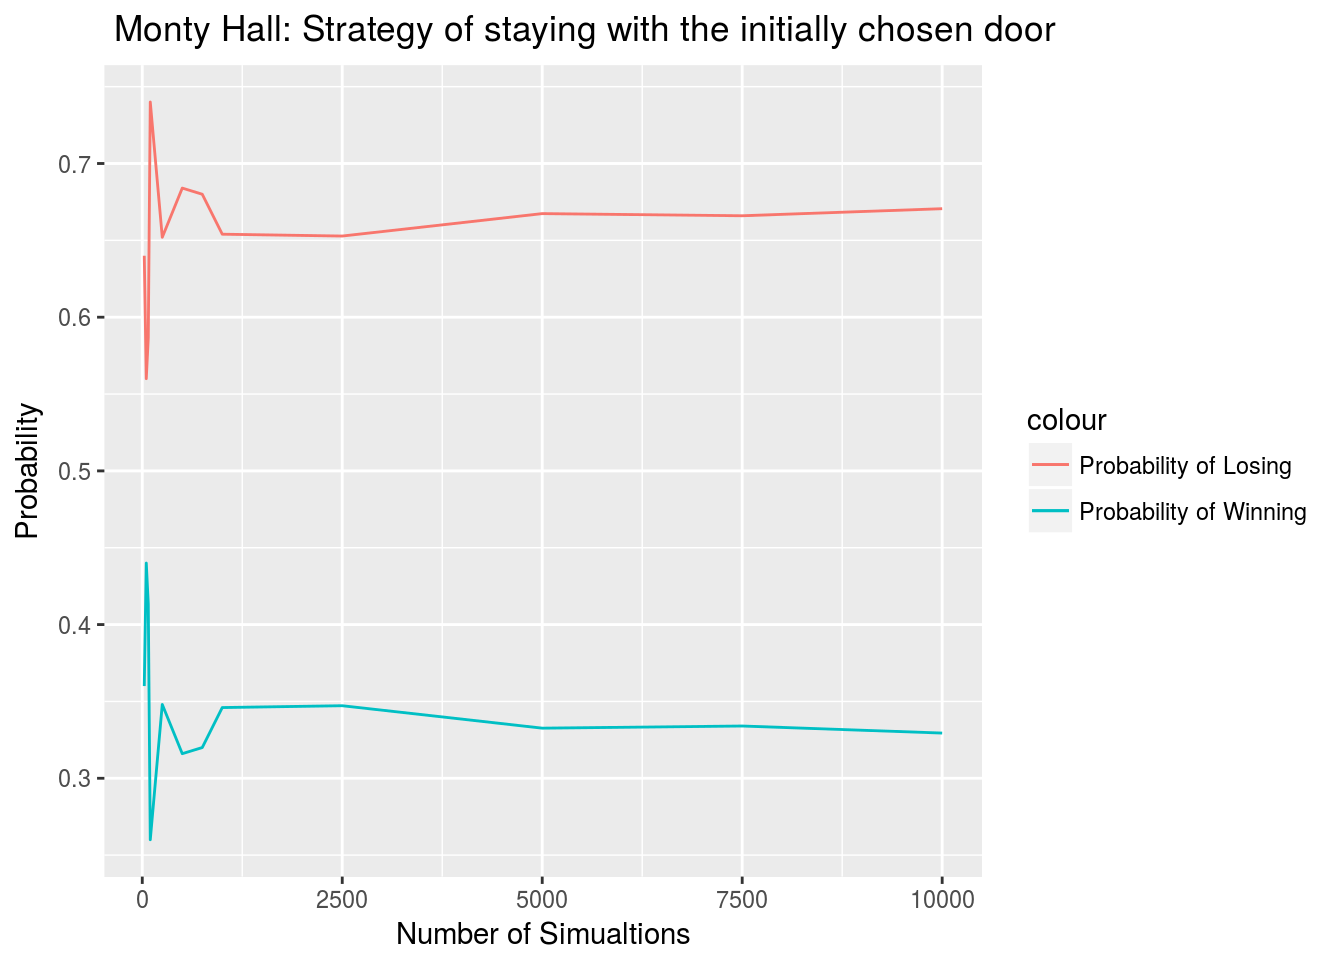 Monty Hall: Strategy of staying with the initially chosen door
0.7
0.6
0.5
0.4
0.3
Probability
0 2500 5000 7500 10000
Number of Simualtions
colour
Probability of Losing
Probability of Winning